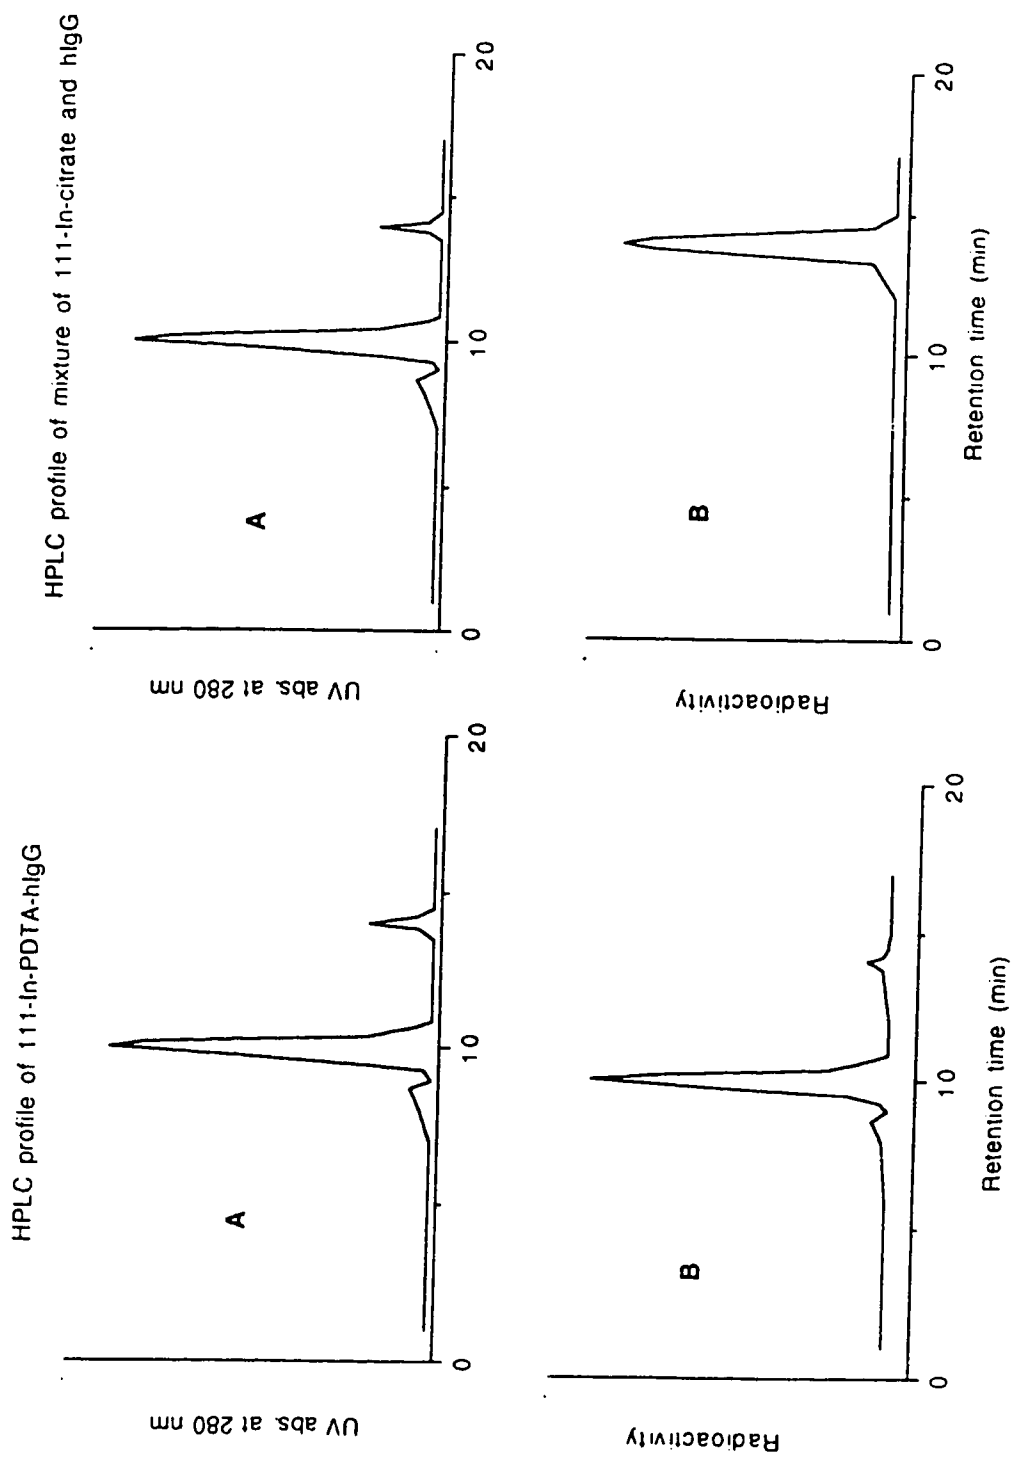 HPLC profile of 111-In-PDTA-hIgG
UV abs. at 280 nm
A
0
10
20
Radioactivity
B
0
10
20
Retention time (min)
HPLC profile of mixture of 111-In-citrate and hIgG
UV abs. at 280 nm
A
0
10
20
Radioactivity
B
0
10
20
Retention time (min)